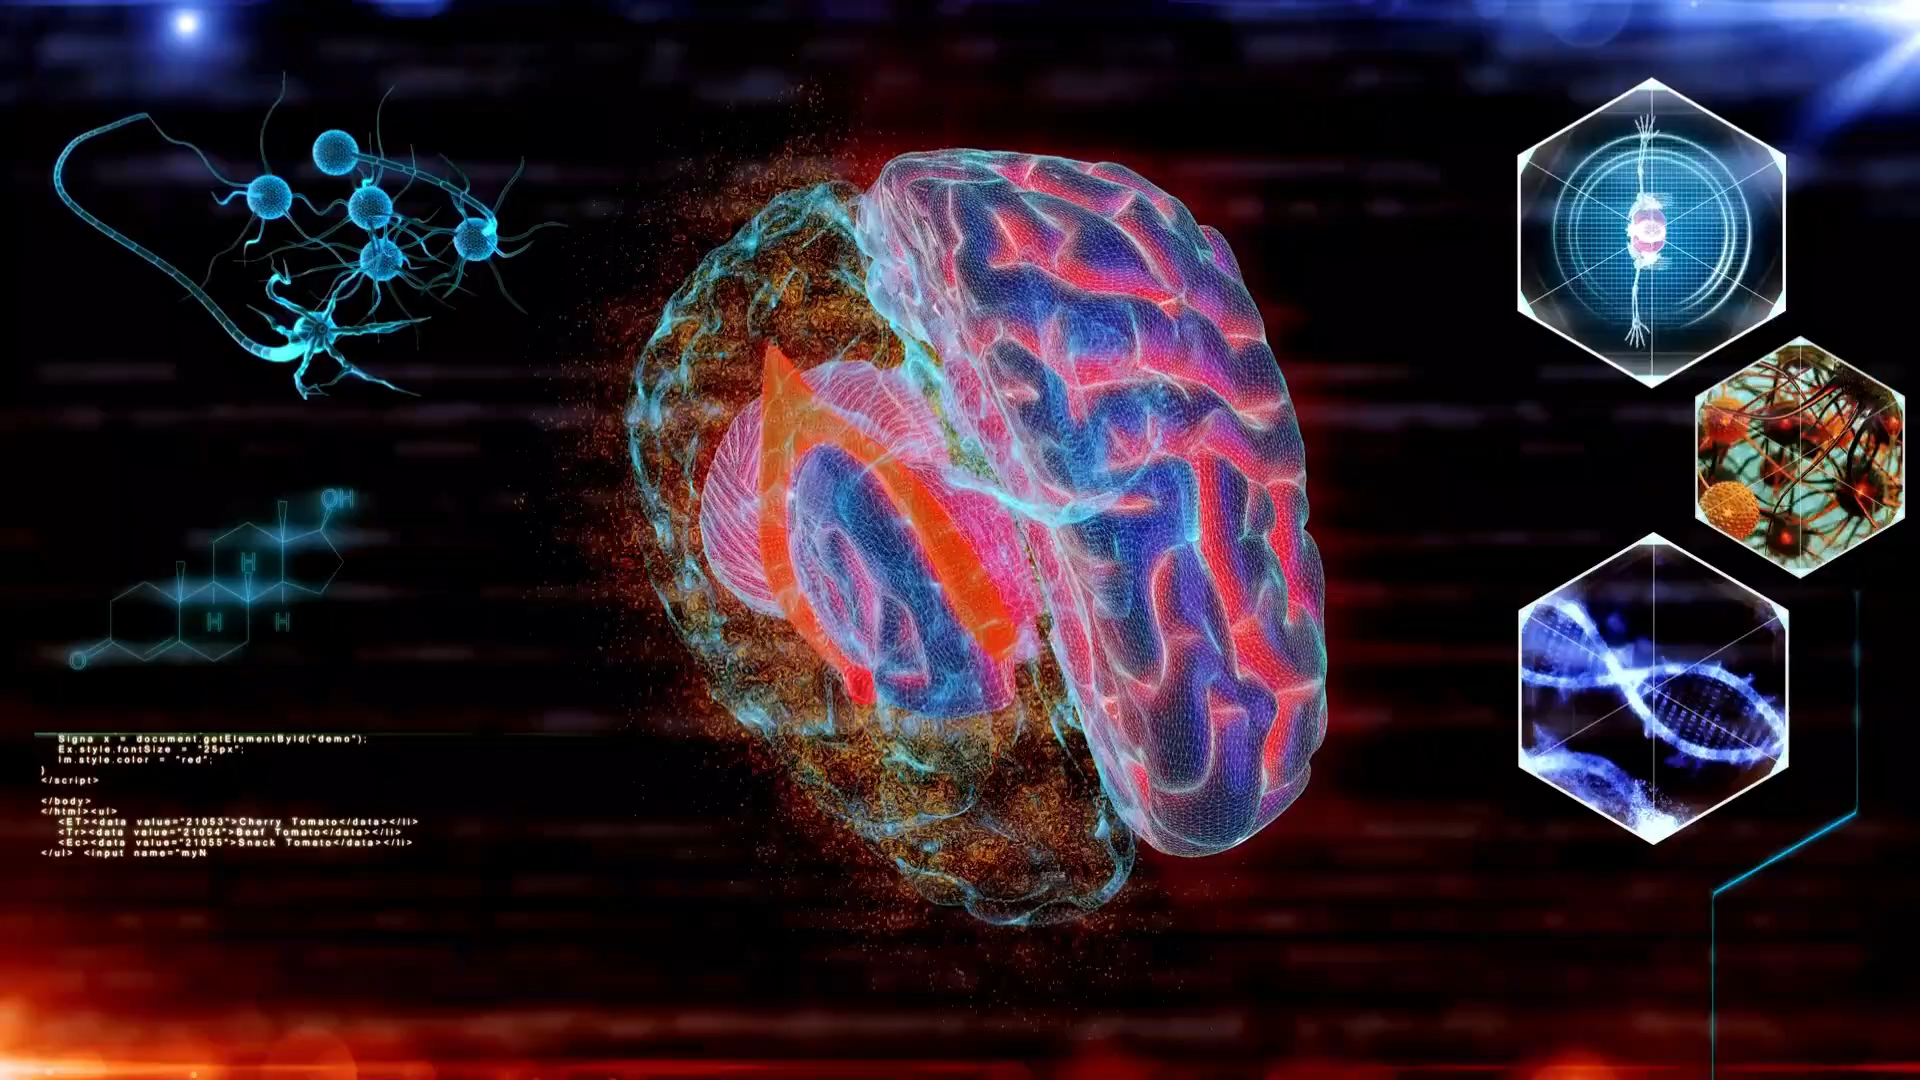 OH
H
H
H
O
Signa x = document.getElementById("demo");
Ex.style.fontSize = "25px";
Im.style.color = "red";
}
</script>
</body>
</html><ul>
<ET><data value="21053">Cherry Tomato</data></li>
<Tr><data value="21054">Beef Tomato</data></li>
<Ec><data value="21055">Snack Tomato</data></li>
</ul> <input name="myN